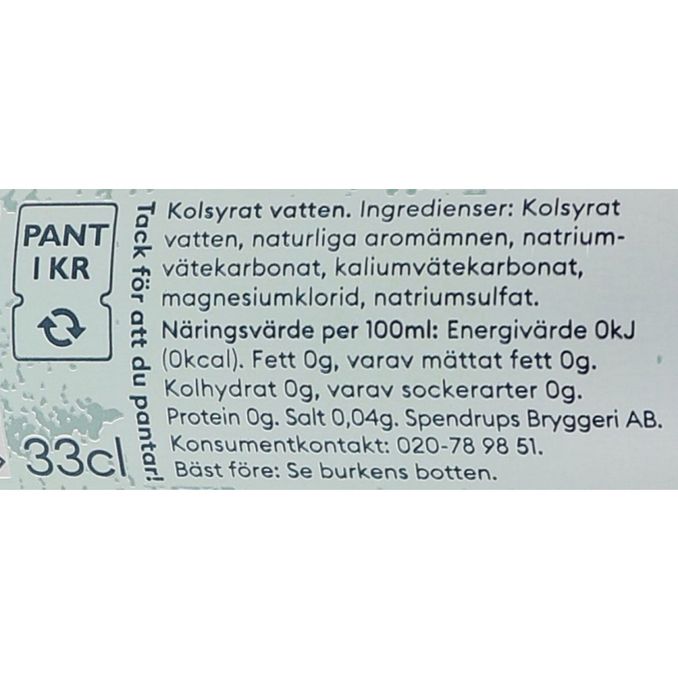 PANT
1 KR
33cl
Tack för att du pantar!
Kolsyrat vatten. Ingredienser: Kolsyrat
vatten, naturliga aromämnen, natrium-
vätekarbonat, kaliumvätekarbonat,
magnesiumklorid, natriumsulfat.
Näringsvärde per 100ml: Energivärde 0kJ
(0kcal). Fett 0g, varav mättat fett 0g.
Kolhydrat 0g, varav sockerarter 0g.
Protein 0g. Salt 0,04g. Spendrups Bryggeri AB.
Konsumentkontakt: 020-78 98 51.
Bäst före: Se burkens botten.